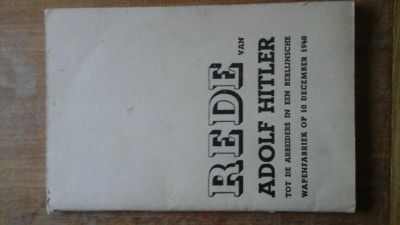 REDE VAN
ADOLF HITLER
TOT DE ARBEIDERS IN EEN BERLIJNSCHE
WAPENFABRIEK OP 10 DECEMBER 1940